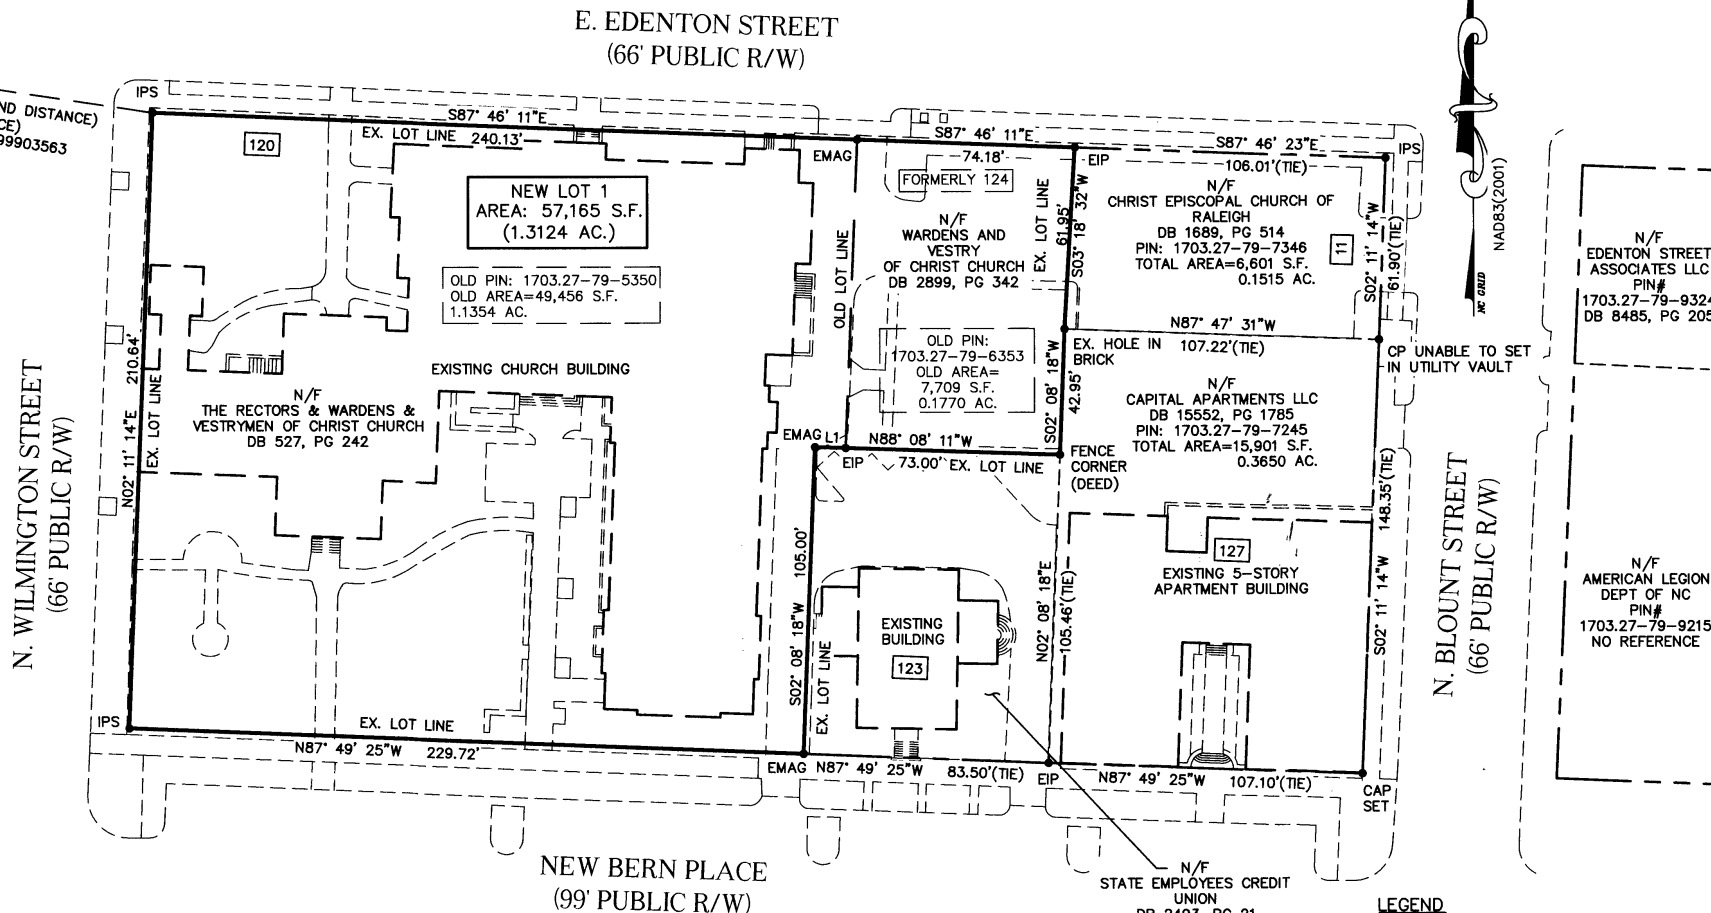 E. EDENTON STREET
(66' PUBLIC R/W)
ND DISTANCE)
CE)
99903563
IPS
S87° 46' 11"E
EX. LOT LINE 240.13'
120
NEW LOT 1
AREA: 57,165 S.F.
(1.3124 AC.)
OLD PIN: 1703.27-79-5350
OLD AREA=49,456 S.F.
1.1354 AC.
EXISTING CHURCH BUILDING
N/F
THE RECTORS & WARDENS &
VESTRYMEN OF CHRIST CHURCH
DB 527, PG 242
N. WILMINGTON STREET
(66' PUBLIC R/W)
N02° 11' 14"E 210.64'
EX. LOT LINE
IPS
EX. LOT LINE
N87° 49' 25"W 229.72'
EMAG
OLD LOT LINE
S87° 46' 11"E
74.18'
FORMERLY 124
N/F
WARDENS AND
VESTRY
OF CHRIST CHURCH
DB 2899, PG 342
OLD PIN:
1703.27-79-6353
OLD AREA=
7,709 S.F.
0.1770 AC.
EX. LOT LINE
61.95'
S03° 18' 32"W
S02° 08' 18"W
42.95'
EMAG L1 N88° 08' 11"W
EIP 73.00' EX. LOT LINE
FENCE
CORNER
(DEED)
EIP
S87° 46' 23"E
106.01'(TIE)
IPS
N/F
CHRIST EPISCOPAL CHURCH OF
RALEIGH
DB 1689, PG 514
PIN: 1703.27-79-7346
TOTAL AREA=6,601 S.F.
0.1515 AC.
11
S02° 11' 14"W
61.90'(TIE)
N87° 47' 31"W
EX. HOLE IN 107.22'(TIE)
BRICK
CP UNABLE TO SET
IN UTILITY VAULT
N/F
CAPITAL APARTMENTS LLC
DB 15552, PG 1785
PIN: 1703.27-79-7245
TOTAL AREA=15,901 S.F.
0.3650 AC.
S02° 11' 14"W 148.35'(TIE)
127
EXISTING 5-STORY
APARTMENT BUILDING
105.00'
S02° 08' 18"W
EX. LOT LINE
EXISTING
BUILDING
123
N02° 08' 18"E
105.46'(TIE)
EMAG N87° 49' 25"W 83.50'(TIE)
EIP
N87° 49' 25"W 107.10'(TIE)
CAP
SET
N. BLOUNT STREET
(66' PUBLIC R/W)
NAD83(2001)
NC GRID
N/F
EDENTON STREET
ASSOCIATES LLC
PIN#
1703.27-79-9324
DB 8485, PG 205
N/F
AMERICAN LEGION
DEPT OF NC
PIN#
1703.27-79-9215
NO REFERENCE
NEW BERN PLACE
(99' PUBLIC R/W)
N/F
STATE EMPLOYEES CREDIT
UNION
DB 2493, PG 21
LEGEND